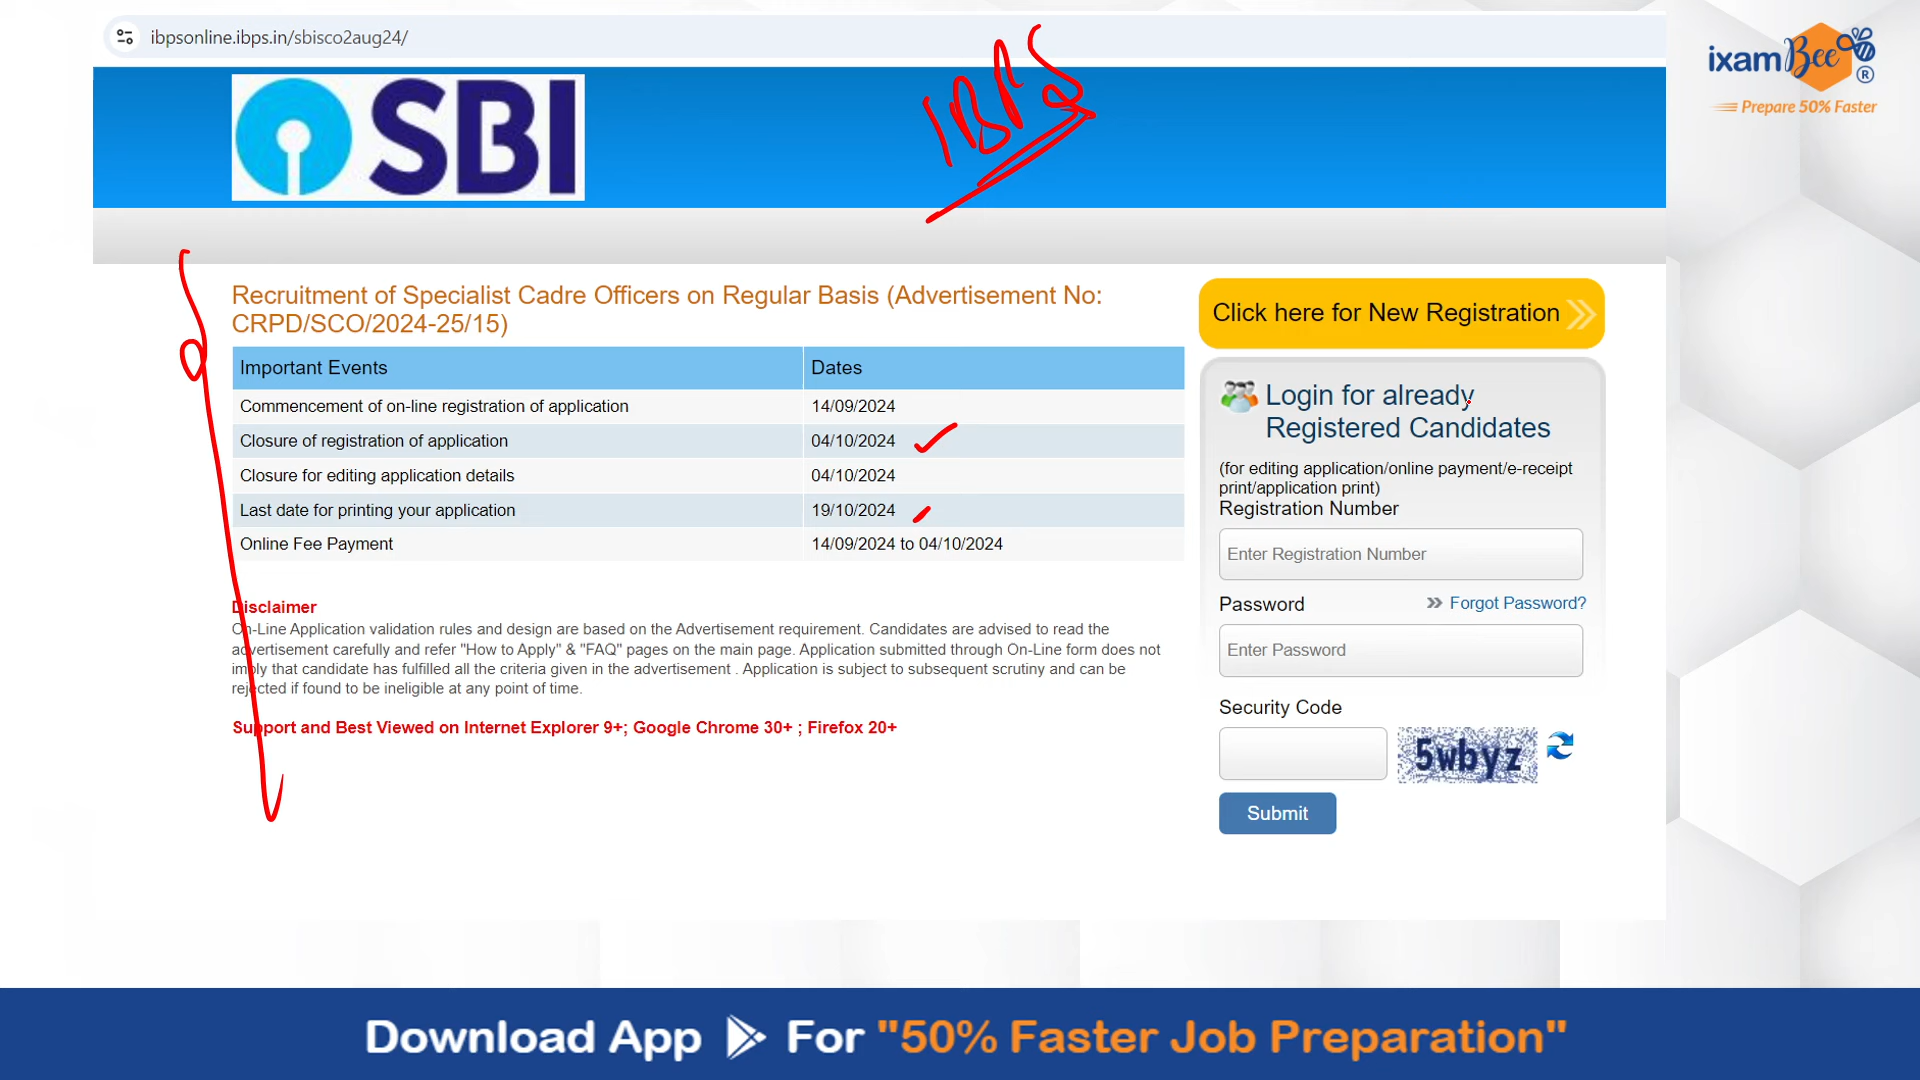 ibpsonline.ibps.in/sbisco2aug24/
IBPS
ixamBee
®
Prepare 50% Faster
SBI
Recruitment of Specialist Cadre Officers on Regular Basis (Advertisement No:
CRPD/SCO/2024-25/15)
Important Events Dates
Commencement of on-line registration of application 14/09/2024
Closure of registration of application 04/10/2024
Closure for editing application details 04/10/2024
Last date for printing your application 19/10/2024
Online Fee Payment 14/09/2024 to 04/10/2024
Disclaimer
On-Line Application validation rules and design are based on the Advertisement requirement. Candidates are advised to read the
advertisement carefully and refer "How to Apply" & "FAQ" pages on the main page. Application submitted through On-Line form does not
imply that candidate has fulfilled all the criteria given in the advertisement . Application is subject to subsequent scrutiny and can be
rejected if found to be ineligible at any point of time.
Support and Best Viewed on Internet Explorer 9+; Google Chrome 30+ ; Firefox 20+
Click here for New Registration
Login for already
Registered Candidates
(for editing application/online payment/e-receipt
print/application print)
Registration Number
Enter Registration Number
Password » Forgot Password?
Enter Password
Security Code
5wbyz
Submit
Download App For "50% Faster Job Preparation"